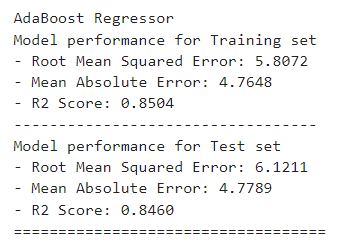 AdaBoost Regressor
Model performance for Training set
- Root Mean Squared Error: 5.8072
- Mean Absolute Error: 4.7648
- R2 Score: 0.8504
----------------------------------
Model performance for Test set
- Root Mean Squared Error: 6.1211
- Mean Absolute Error: 4.7789
- R2 Score: 0.8460
===================================